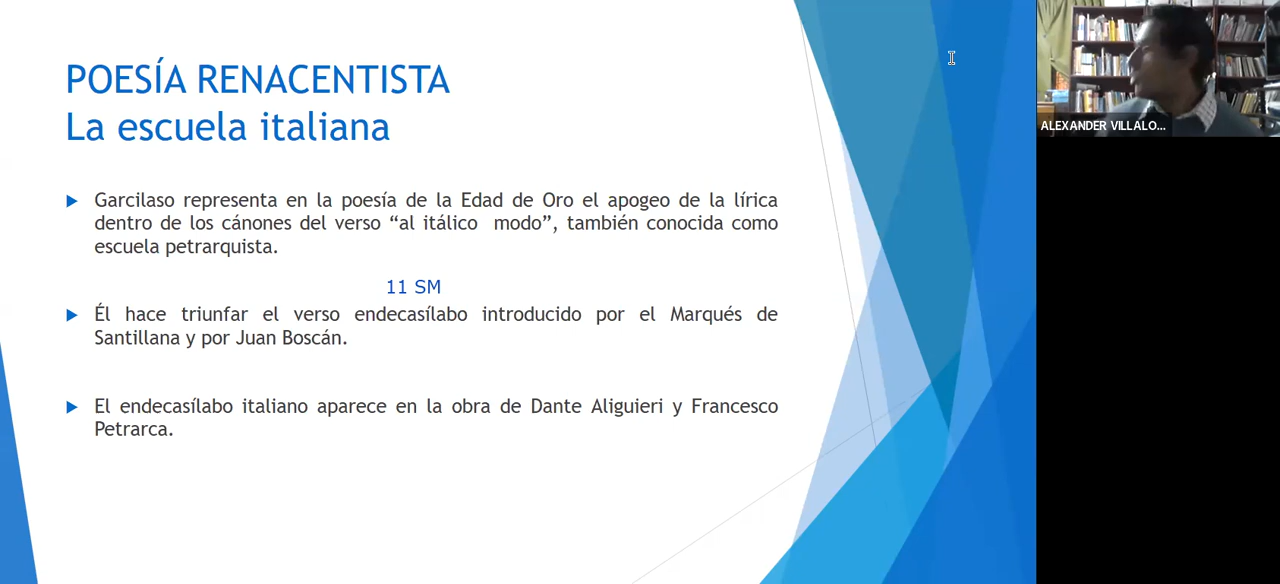 POESÍA RENACENTISTA
La escuela italiana
Garcilaso representa en la poesía de la Edad de Oro el apogeo de la lírica
dentro de los cánones del verso “al itálico modo”, también conocida como
escuela petrarquista.
11 SM
Él hace triunfar el verso endecasílabo introducido por el Marqués de
Santillana y por Juan Boscán.
El endecasílabo italiano aparece en la obra de Dante Aliguieri y Francesco
Petrarca.
ALEXANDER VILLALO...